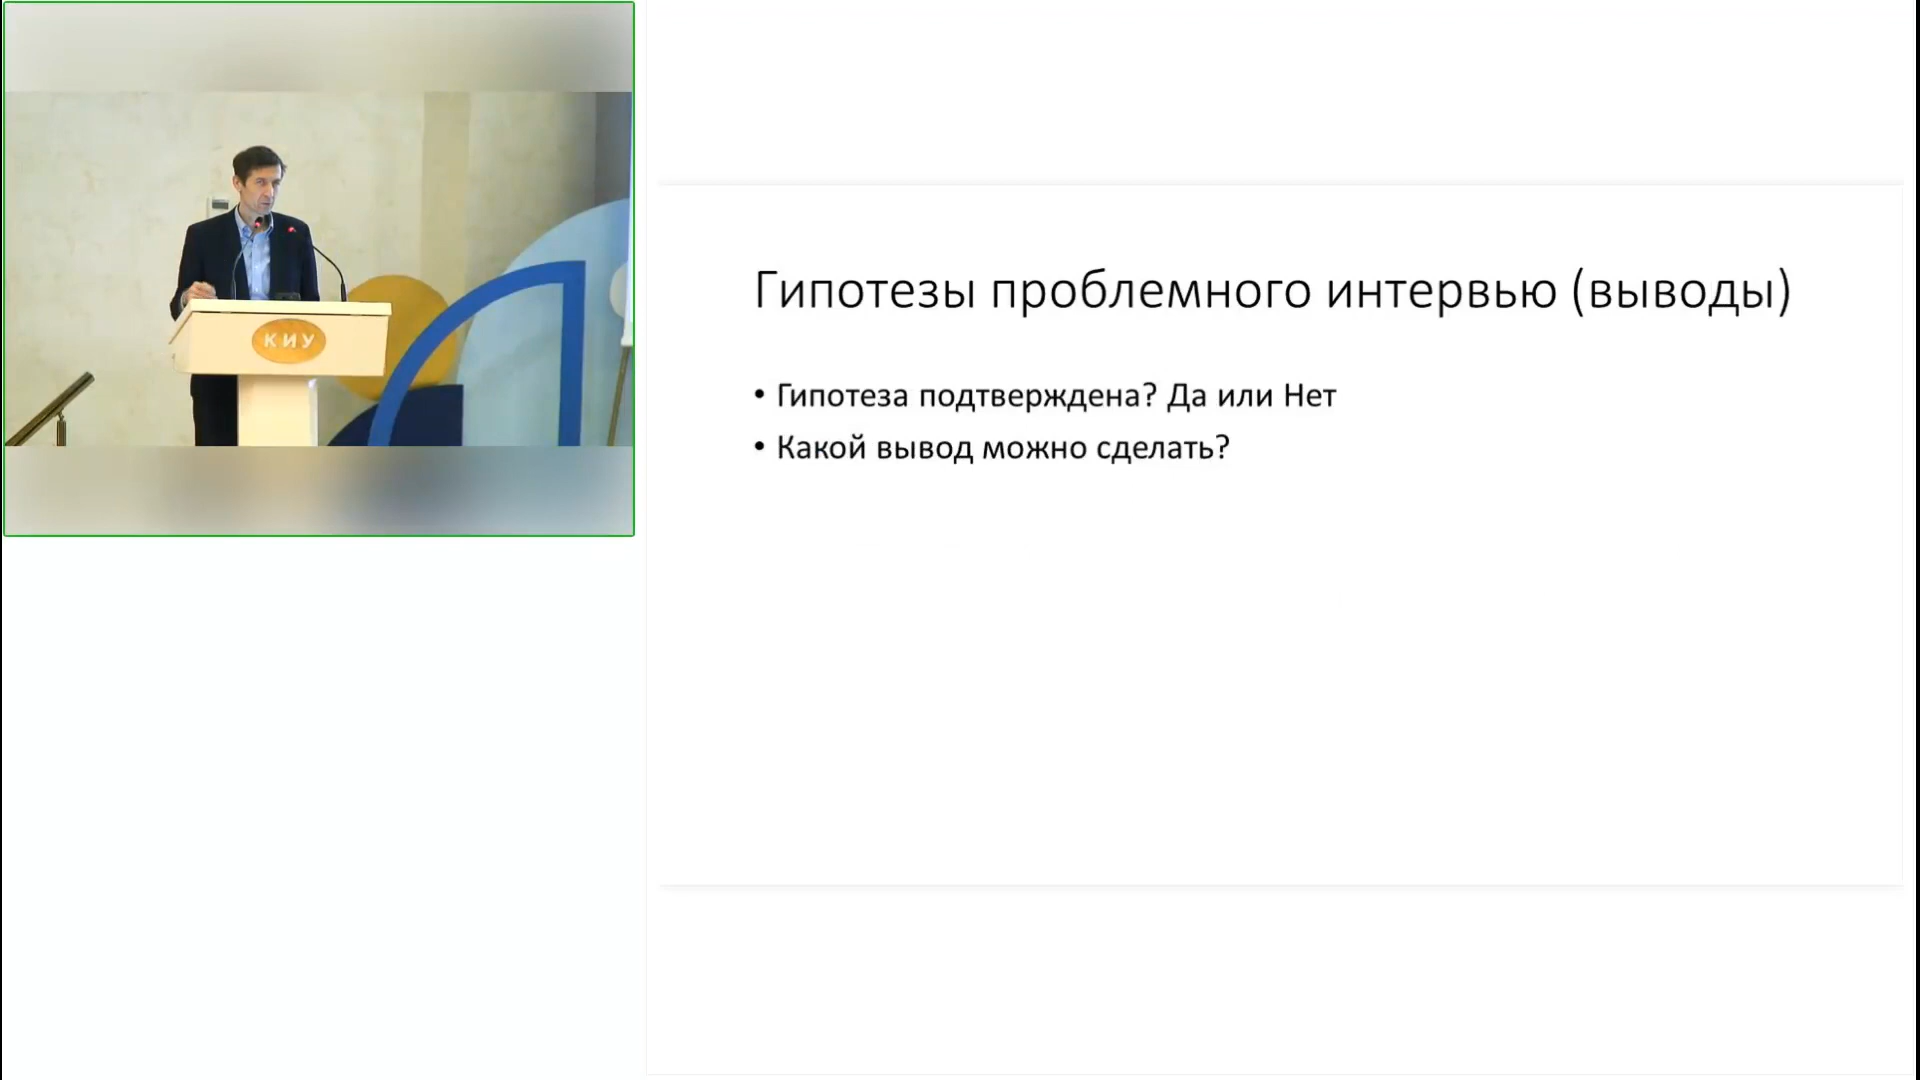 КИУ
Гипотезы проблемного интервью (выводы)
• Гипотеза подтверждена? Да или Нет
• Какой вывод можно сделать?